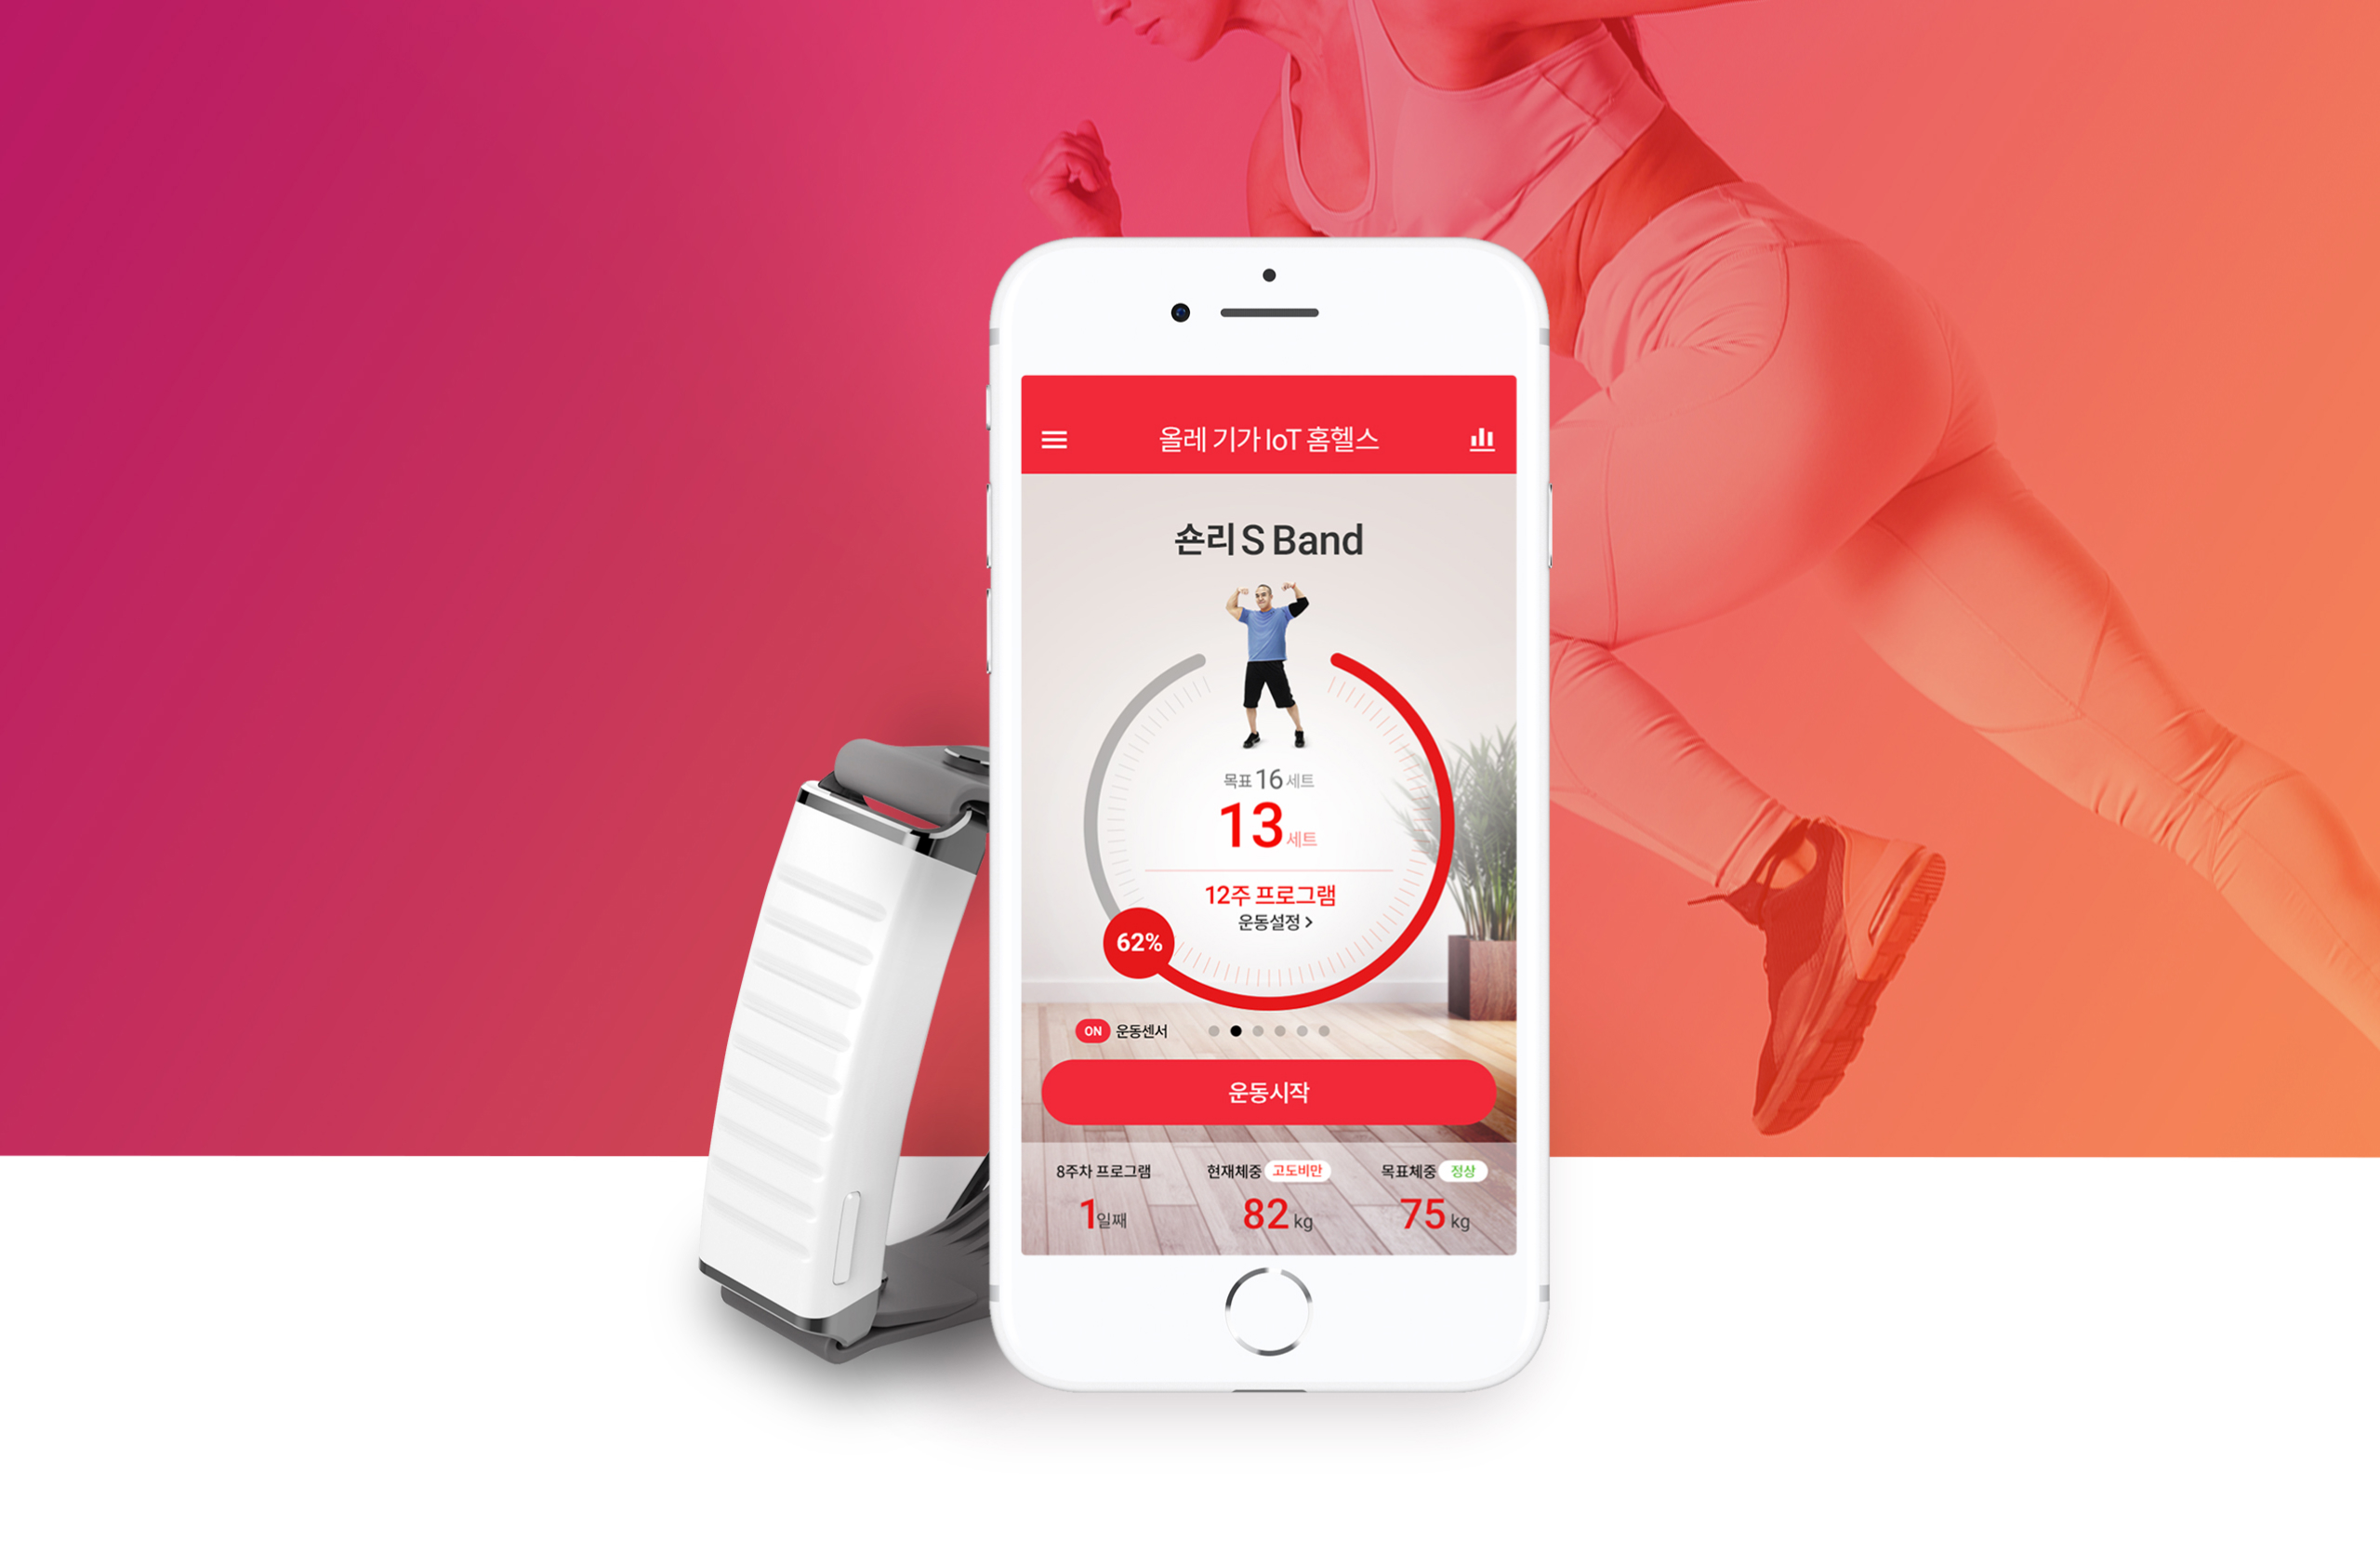 올레 기가 IoT 홈헬스
숀리 S Band
목표 16 세트
13 세트
12주 프로그램
운동설정 >
62%
ON 운동센서
운동시작
8주차 프로그램 현재체중 고도비만 목표체중 정상
1일째 82 kg 75 kg